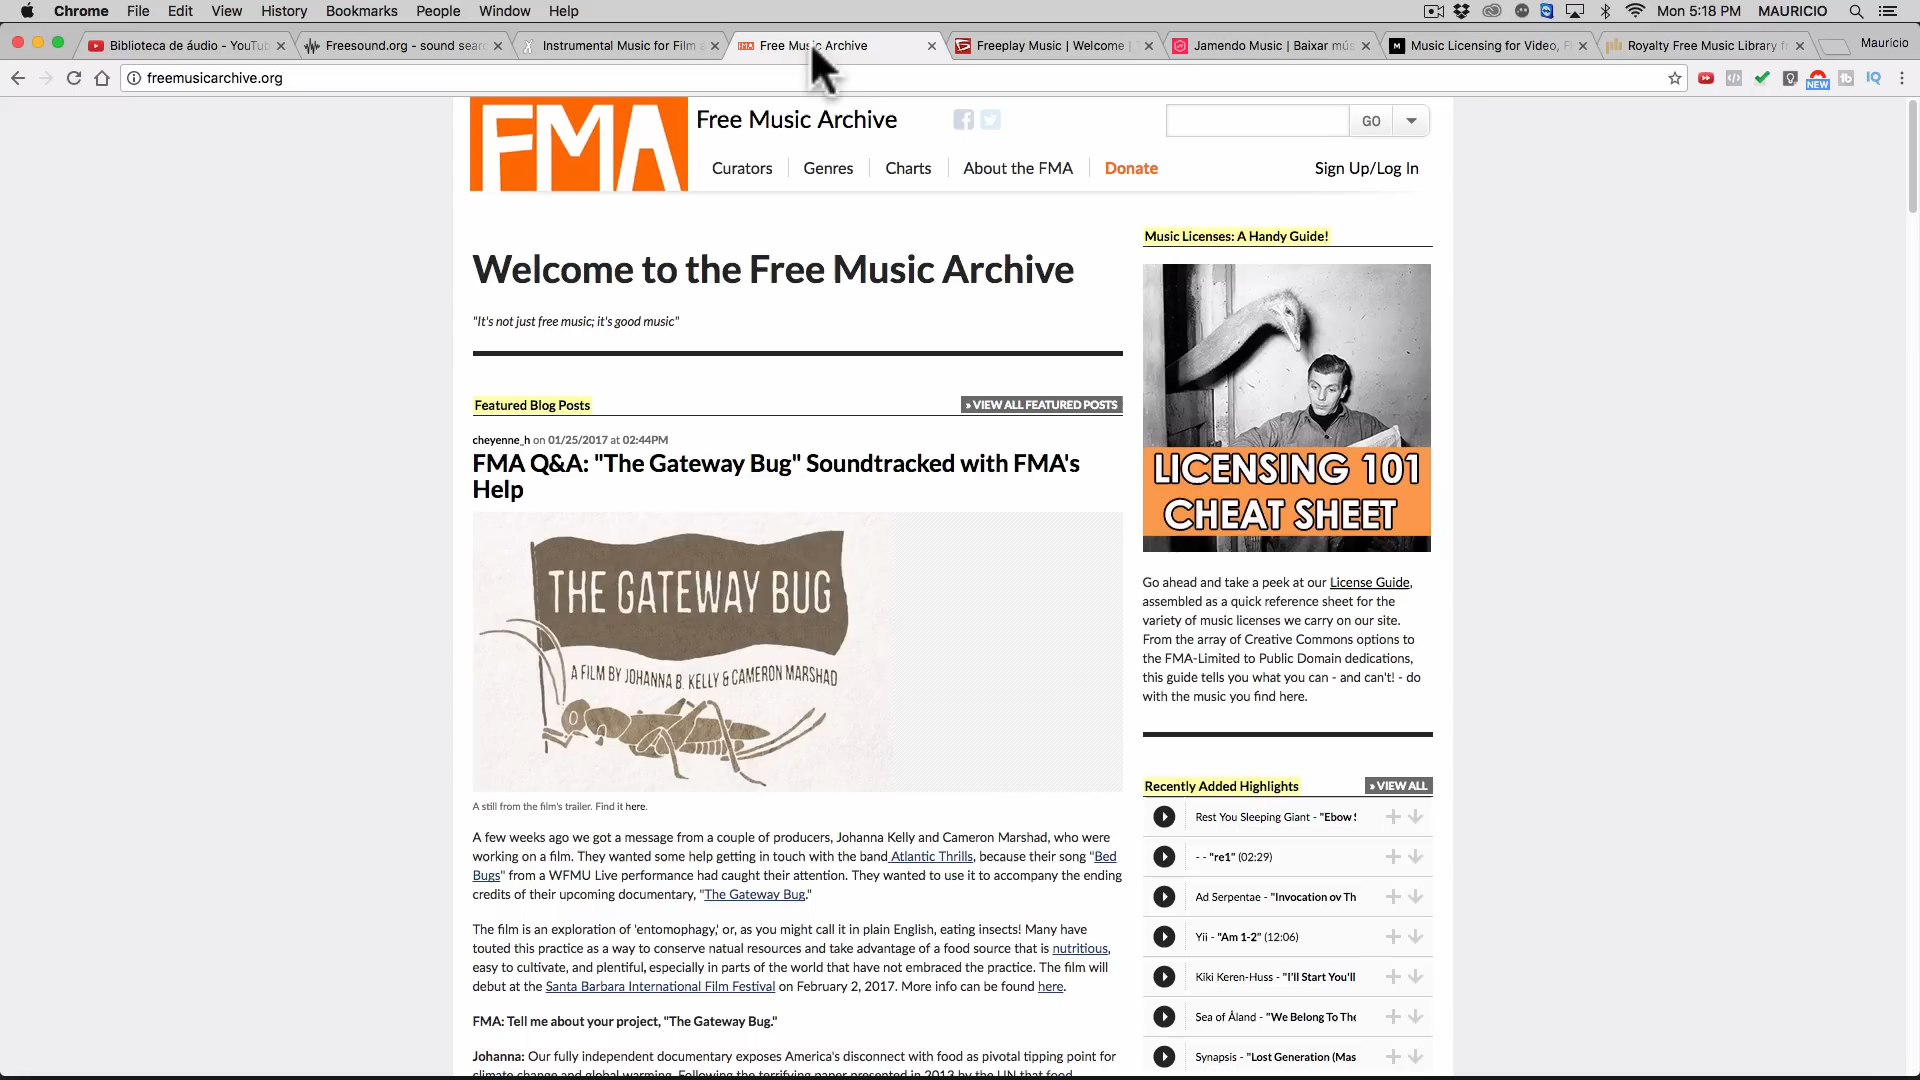 Chrome File Edit View History Bookmarks People Window Help Mon 5:18 PM MAURICIO
Biblioteca de áudio - YouTub Freesound.org - sound sear Instrumental Music for Film a Free Music Archive Freeplay Music | Welcome | Jamendo Music | Baixar mús Music Licensing for Video, F Royalty Free Music Library f Maurício
freemusicarchive.org
NEW
FMA
Free Music Archive
GO
Curators Genres Charts About the FMA Donate Sign Up/Log In
Welcome to the Free Music Archive
"It's not just free music; it's good music"
Featured Blog Posts » VIEW ALL FEATURED POSTS
cheyenne_h on 01/25/2017 at 02:44PM
FMA Q&A: "The Gateway Bug" Soundtracked with FMA's
Help
THE GATEWAY BUG
A FILM BY JOHANNA B. KELLY & CAMERON MARSHAD
A still from the film's trailer. Find it here.
A few weeks ago we got a message from a couple of producers, Johanna Kelly and Cameron Marshad, who were
working on a film. They wanted some help getting in touch with the band Atlantic Thrills, because their song "Bed
Bugs" from a WFMU Live performance had caught their attention. They wanted to use it to accompany the ending
credits of their upcoming documentary, "The Gateway Bug."
The film is an exploration of 'entomophagy,' or, as you might call it in plain English, eating insects! Many have
touted this practice as a way to conserve natual resources and take advantage of a food source that is nutritious,
easy to cultivate, and plentiful, especially in parts of the world that have not embraced the practice. The film will
debut at the Santa Barbara International Film Festival on February 2, 2017. More info can be found here.
FMA: Tell me about your project, "The Gateway Bug."
Johanna: Our fully independent documentary exposes America's disconnect with food as pivotal tipping point for
climate change and global warming. Following the terrifying paper presented in 2013 by the UN that food
Music Licenses: A Handy Guide!
LICENSING 101
CHEAT SHEET
Go ahead and take a peek at our License Guide,
assembled as a quick reference sheet for the
variety of music licenses we carry on our site.
From the array of Creative Commons options to
the FMA-Limited to Public Domain dedications,
this guide tells you what you can - and can't! - do
with the music you find here.
Recently Added Highlights » VIEW ALL
Rest You Sleeping Giant - "Ebow S
- - "re1" (02:29)
Ad Serpentae - "Invocation ov Th
Yii - "Am 1-2" (12:06)
Kiki Keren-Huss - "I'll Start You'll
Sea of Åland - "We Belong To The
Synapsis - "Lost Generation (Mas